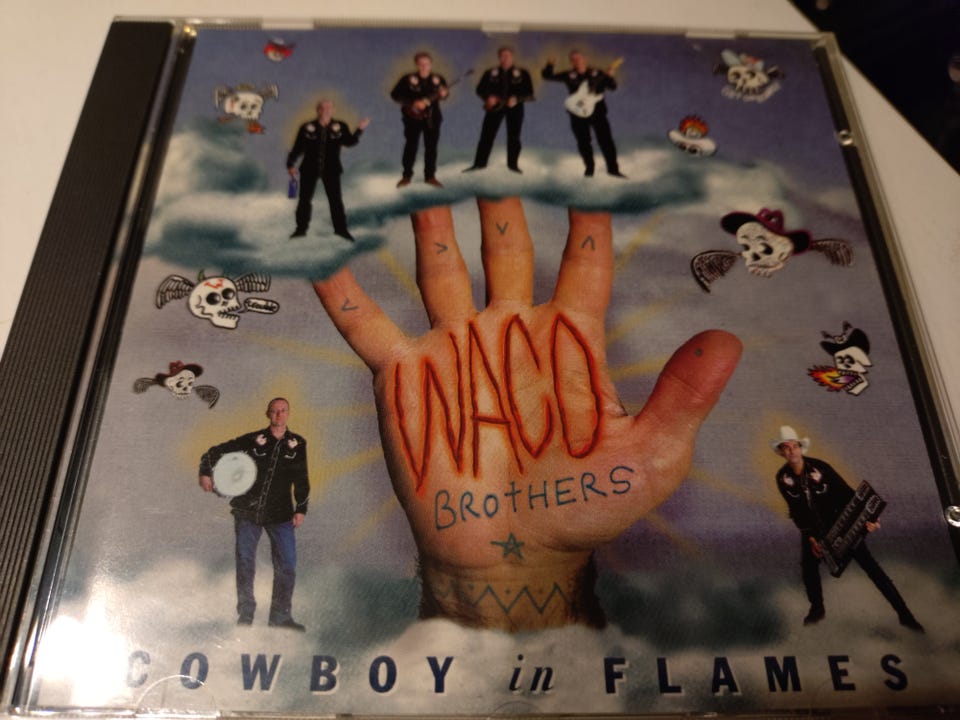 WACO
BROTHERS
COWBOY in FLAMES